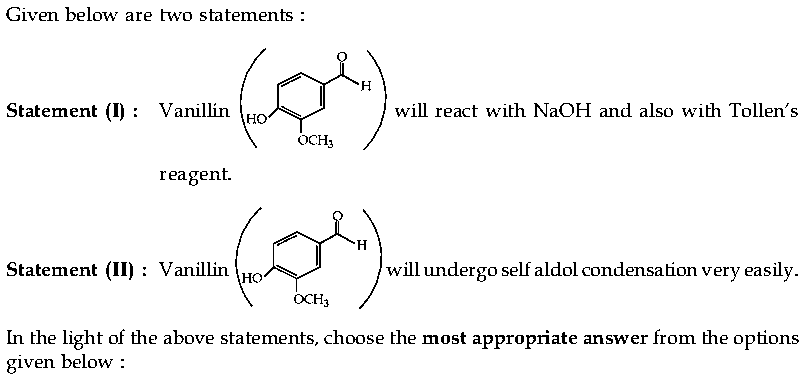 Given below are two statements :
O
H
HO
OCH3
Statement (I) : Vanillin will react with NaOH and also with Tollen's
reagent.
O
H
HO
OCH3
Statement (II) : Vanillin will undergo self aldol condensation very easily.
In the light of the above statements, choose the most appropriate answer from the options
given below :